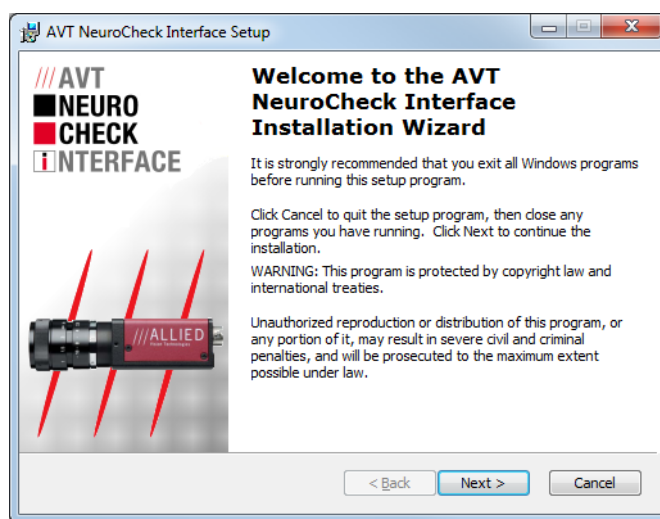 AVT NeuroCheck Interface Setup
///AVT
NEURO
CHECK
iNTERFACE
Welcome to the AVT
NeuroCheck Interface
Installation Wizard
It is strongly recommended that you exit all Windows programs
before running this setup program.
Click Cancel to quit the setup program, then close any
programs you have running. Click Next to continue the
installation.
WARNING: This program is protected by copyright law and
international treaties.
Unauthorized reproduction or distribution of this program, or
any portion of it, may result in severe civil and criminal
penalties, and will be prosecuted to the maximum extent
possible under law.
///ALLIED
Vision Technologies
< Back
Next >
Cancel